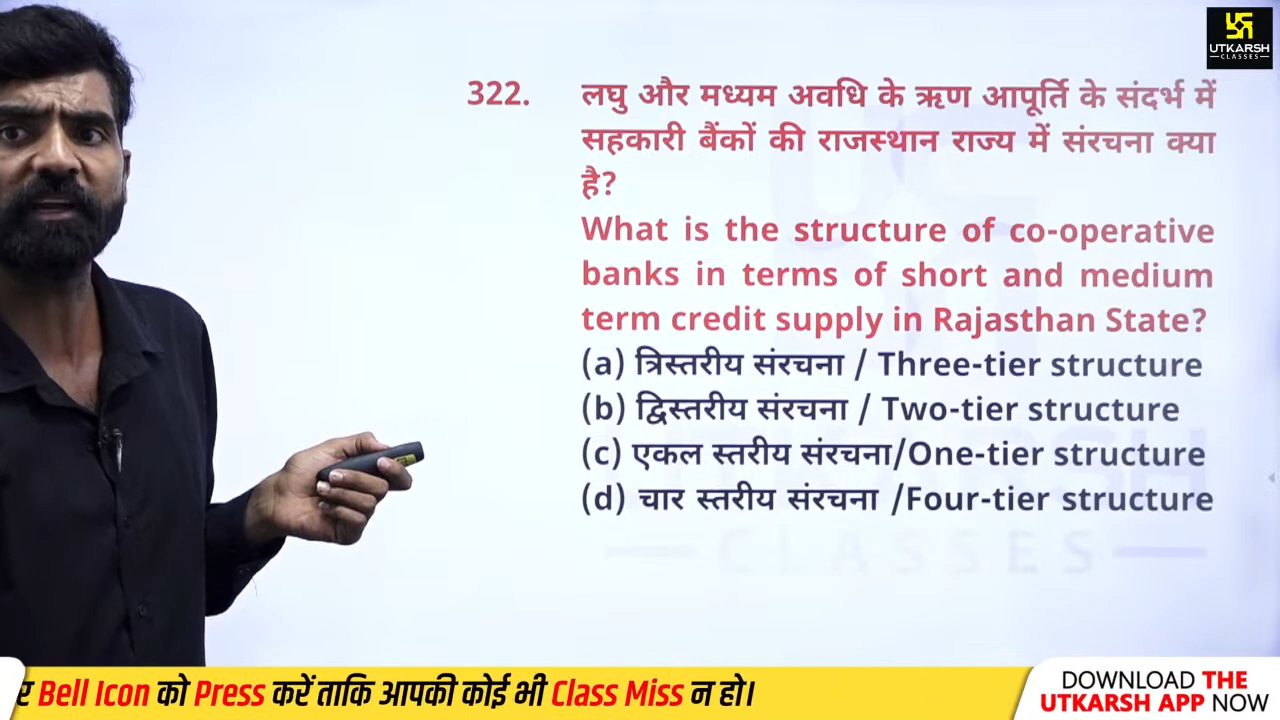 UTKARSH
CLASSES
322. लघु और मध्यम अवधि के ऋण आपूर्ति के संदर्भ में
सहकारी बैंकों की राजस्थान राज्य में संरचना क्या
है?
What is the structure of co-operative
banks in terms of short and medium
term credit supply in Rajasthan State?
(a) त्रिस्तरीय संरचना / Three-tier structure
(b) द्विस्तरीय संरचना / Two-tier structure
(c) एकल स्तरीय संरचना/One-tier structure
(d) चार स्तरीय संरचना /Four-tier structure
CLASSES
Bell Icon को Press करें ताकि आपकी कोई भी Class Miss न हो।
DOWNLOAD THE
UTKARSH APP NOW